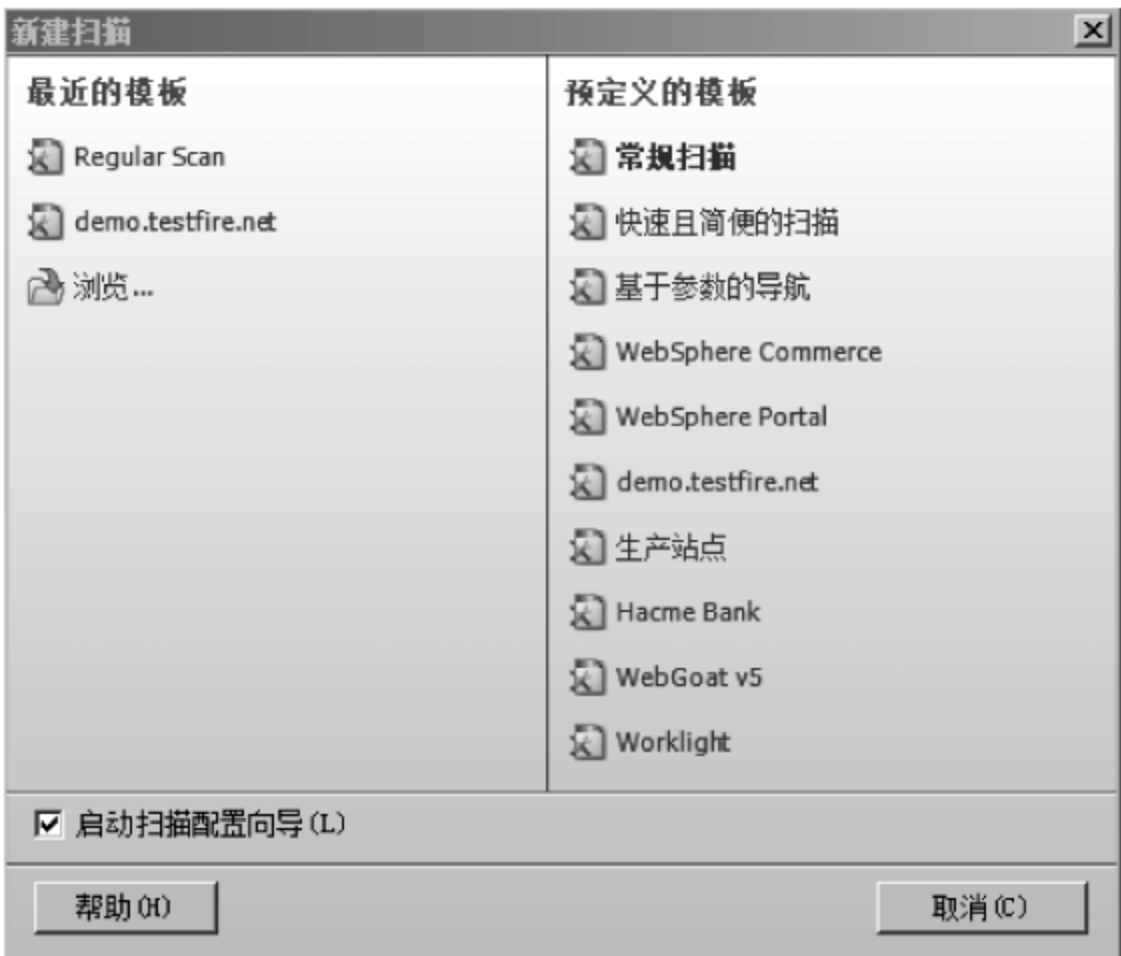 新建扫描
最近的模板
Regular Scan
demo.testfire.net
浏览...
预定义的模板
常规扫描
快速且简便的扫描
基于参数的导航
WebSphere Commerce
WebSphere Portal
demo.testfire.net
生产站点
Hacme Bank
WebGoat v5
Worklight
启动扫描配置向导(L)
帮助(H)
取消(C)